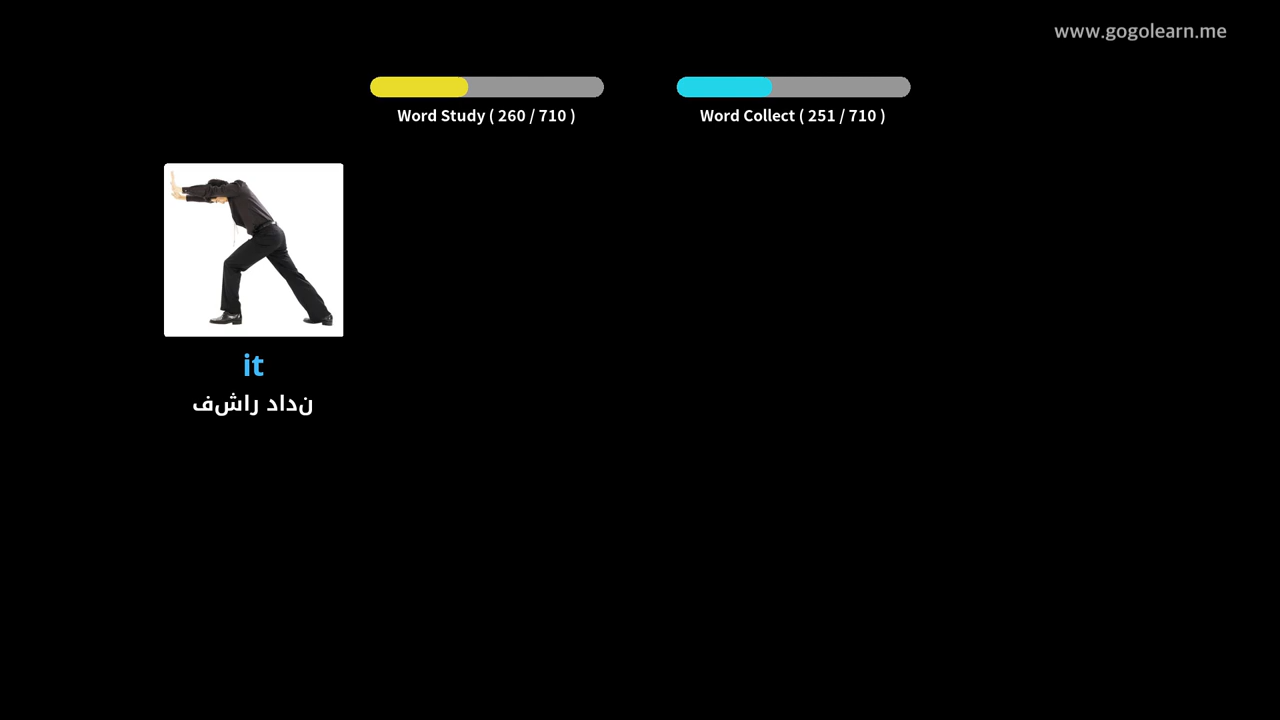 www.gogolearn.me
Word Study ( 260 / 710 )
Word Collect ( 251 / 710 )
it
نداد راشف